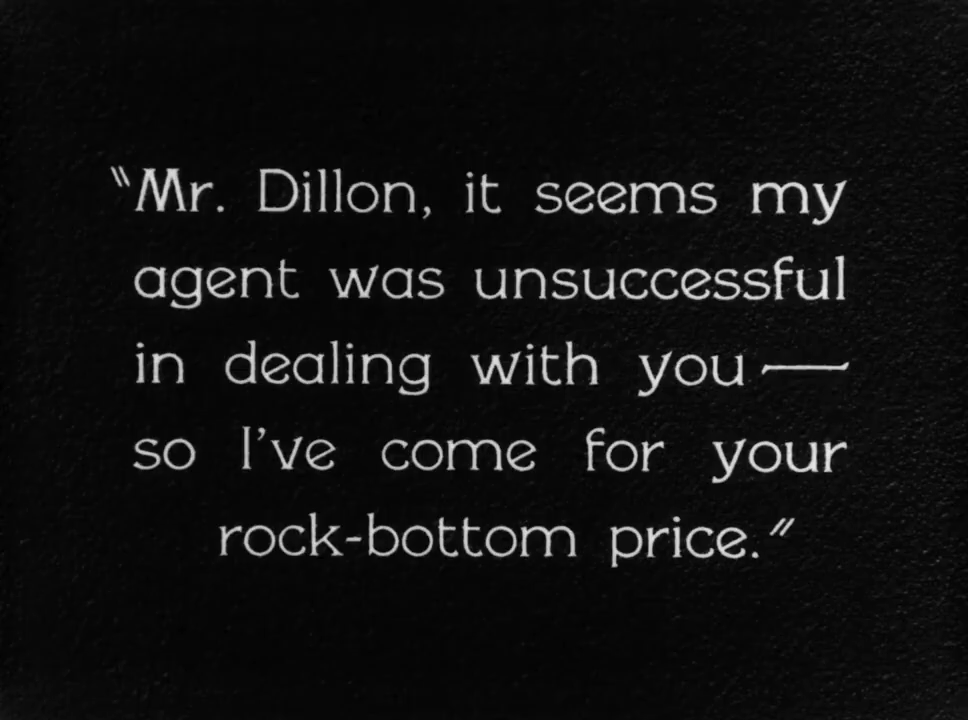 "Mr. Dillon, it seems my
agent was unsuccessful
in dealing with you —
so I've come for your
rock-bottom price."